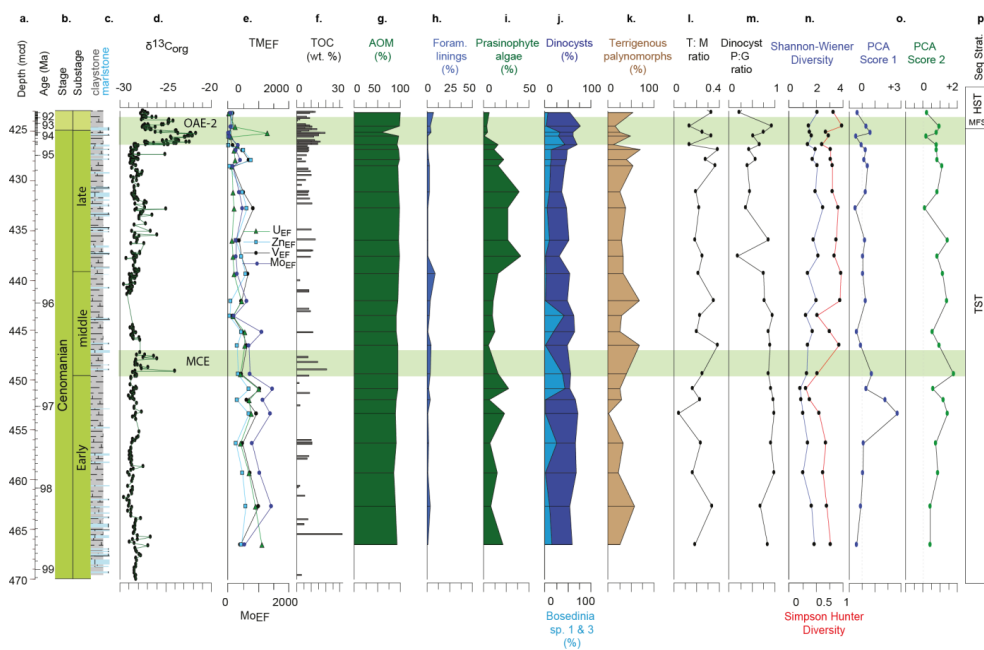 a. b. c. d. e. f. g. h. i. j. k. l. m. n. o. p
Depth (mcd)
Age (Ma)
Stage
Substage
claystone
marlstone
δ13Corg
-30 -25 -20
TMEF
TOC
(wt. %)
0 30
AOM
(%)
0 50 100
Foram.
linings
(%)
0 25 50
Prasinophyte
algae
(%)
0 25 50
Dinocysts
(%)
Terrigenous
palynomorphs
(%)
0 50 100
T: M
ratio
0 0.6
Dinocyst
P:G
ratio
0 1
Shannon-Wiener
Diversity
0 2 4
PCA
Score 1
0 +3
PCA
Score 2
0 +2
Seq Strat.
HST
MFS
TST
92
93
95
96
97
98
99
425
430
435
440
445
450
455
460
465
470
Cenomanian
late
middle
Early
OAE-2
MCE
UEF
ZnEF
VEF
MoEF
0 2000
MoEF
0 50 100
Bosedinia
sp. 1 & 3
(%)
0 0.6
0 1
0 0.5 1
Simpson Hunter
Diversity